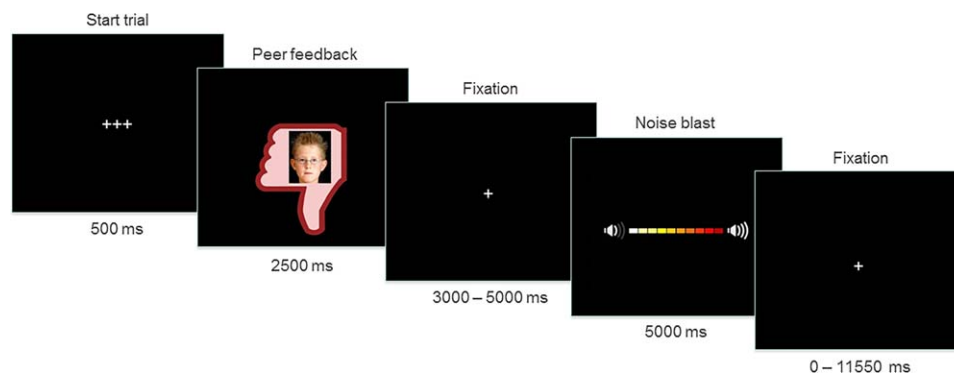 Start trial
+++
500 ms
Peer feedback
2500 ms
Fixation
+
3000 – 5000 ms
Noise blast
5000 ms
Fixation
+
0 – 11550 ms